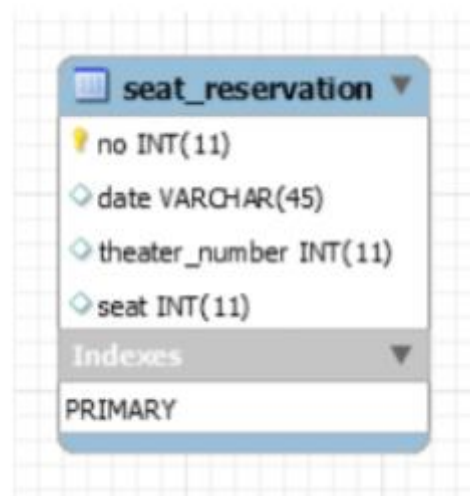 seat_reservation
no INT(11)
date VARCHAR(45)
theater_number INT(11)
seat INT(11)
Indexes
PRIMARY